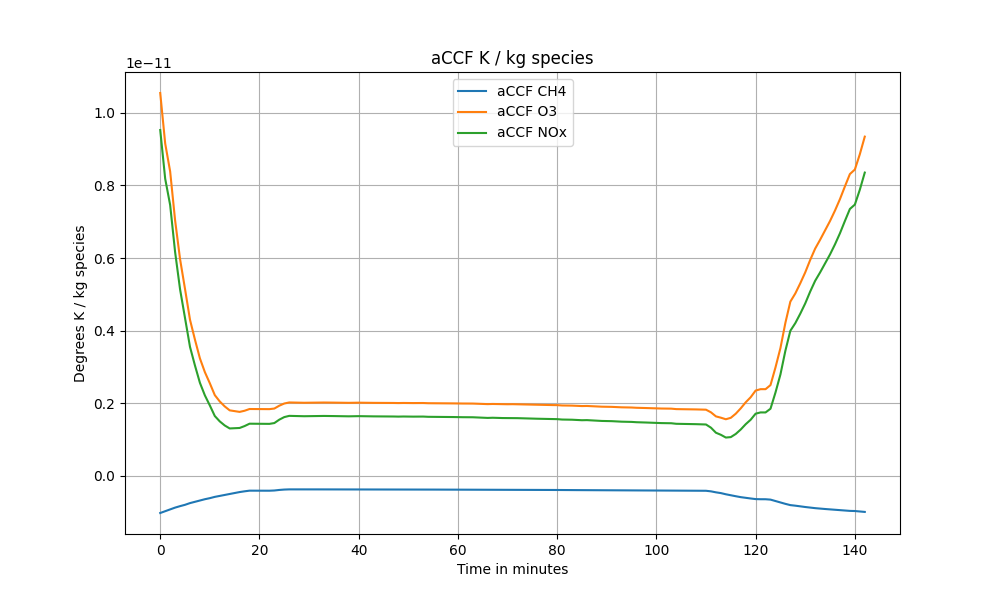 aCCF K / kg species
1e−11
aCCF CH4
aCCF O3
aCCF NOx
1.0
0.8
0.6
0.4
0.2
0.0
Degrees K / kg species
0 20 40 60 80 100 120 140
Time in minutes